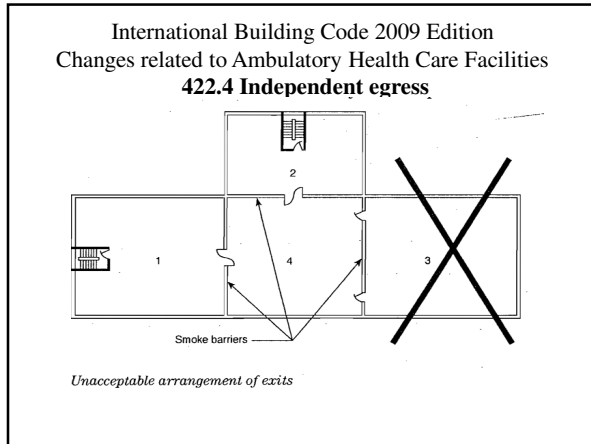 International Building Code 2009 Edition
Changes related to Ambulatory Health Care Facilities
422.4 Independent egress
2
1
4
3
Smoke barriers
Unacceptable arrangement of exits